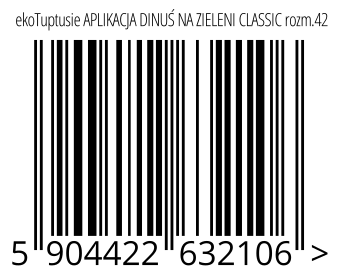 ekoTuptusie APLIKACJA DINUŚ NA ZIELENI CLASSIC rozm.42
5 904422 632106 >